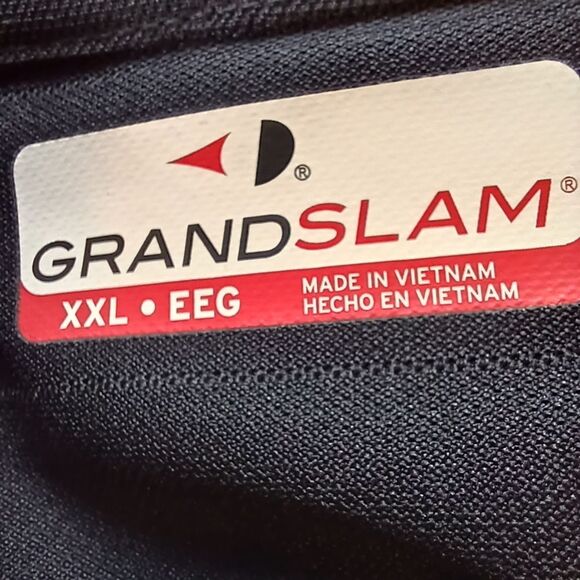 ®
GRANDSLAM®
XXL • EEG
MADE IN VIETNAM
HECHO EN VIETNAM